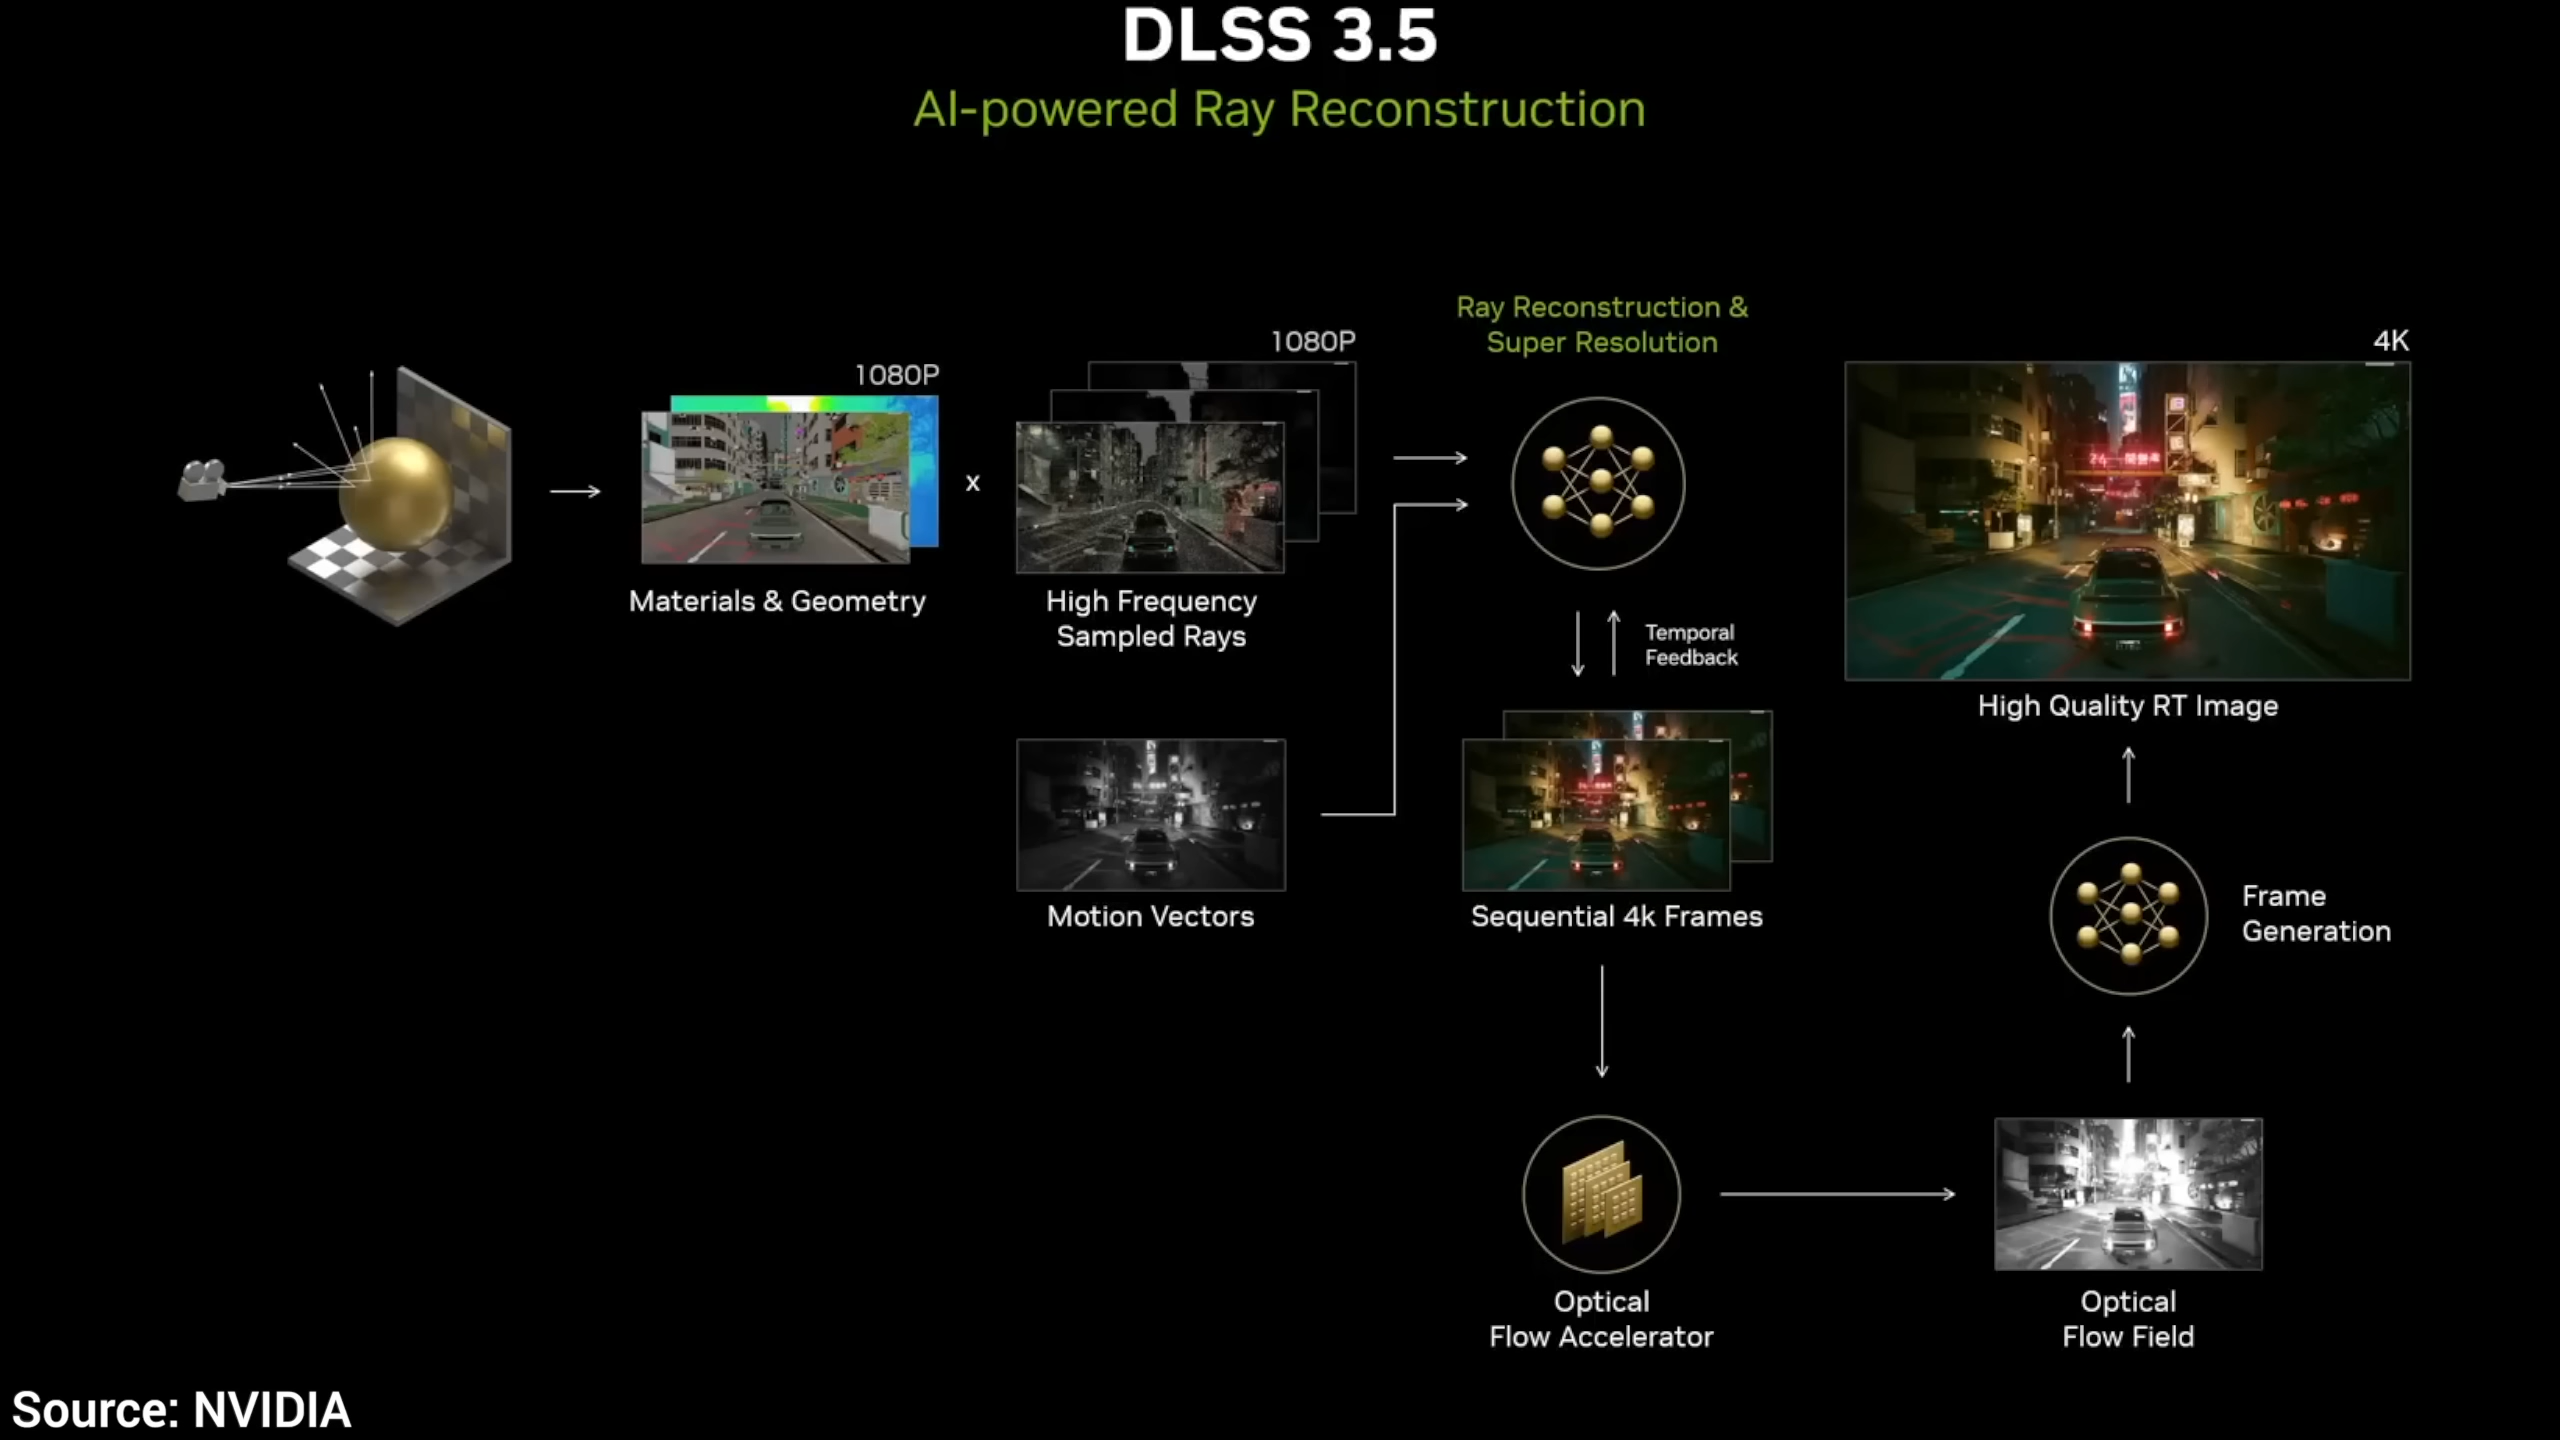 DLSS 3.5
AI-powered Ray Reconstruction
1080P
Materials & Geometry
x
1080P
High Frequency
Sampled Rays
Motion Vectors
Ray Reconstruction &
Super Resolution
Temporal
Feedback
Sequential 4k Frames
Optical
Flow Accelerator
Optical
Flow Field
Frame
Generation
4K
High Quality RT Image
Source: NVIDIA